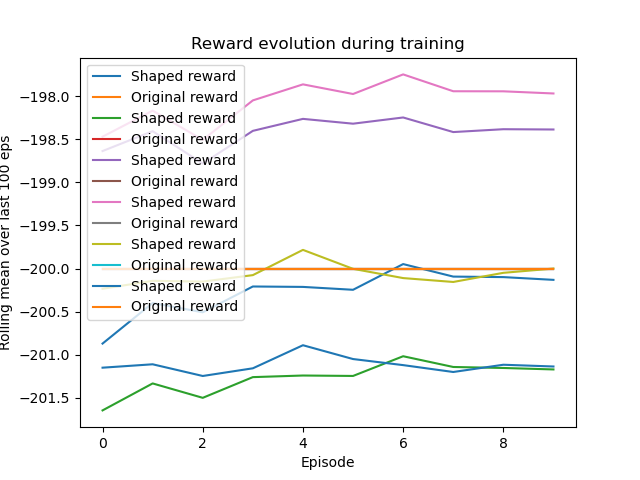 Reward evolution during training
Rolling mean over last 100 eps
−198.0
−198.5
−199.0
−199.5
−200.0
−200.5
−201.0
−201.5
Shaped reward
Original reward
Shaped reward
Original reward
Shaped reward
Original reward
Shaped reward
Original reward
Shaped reward
Original reward
Shaped reward
Original reward
0 2 4 6 8
Episode